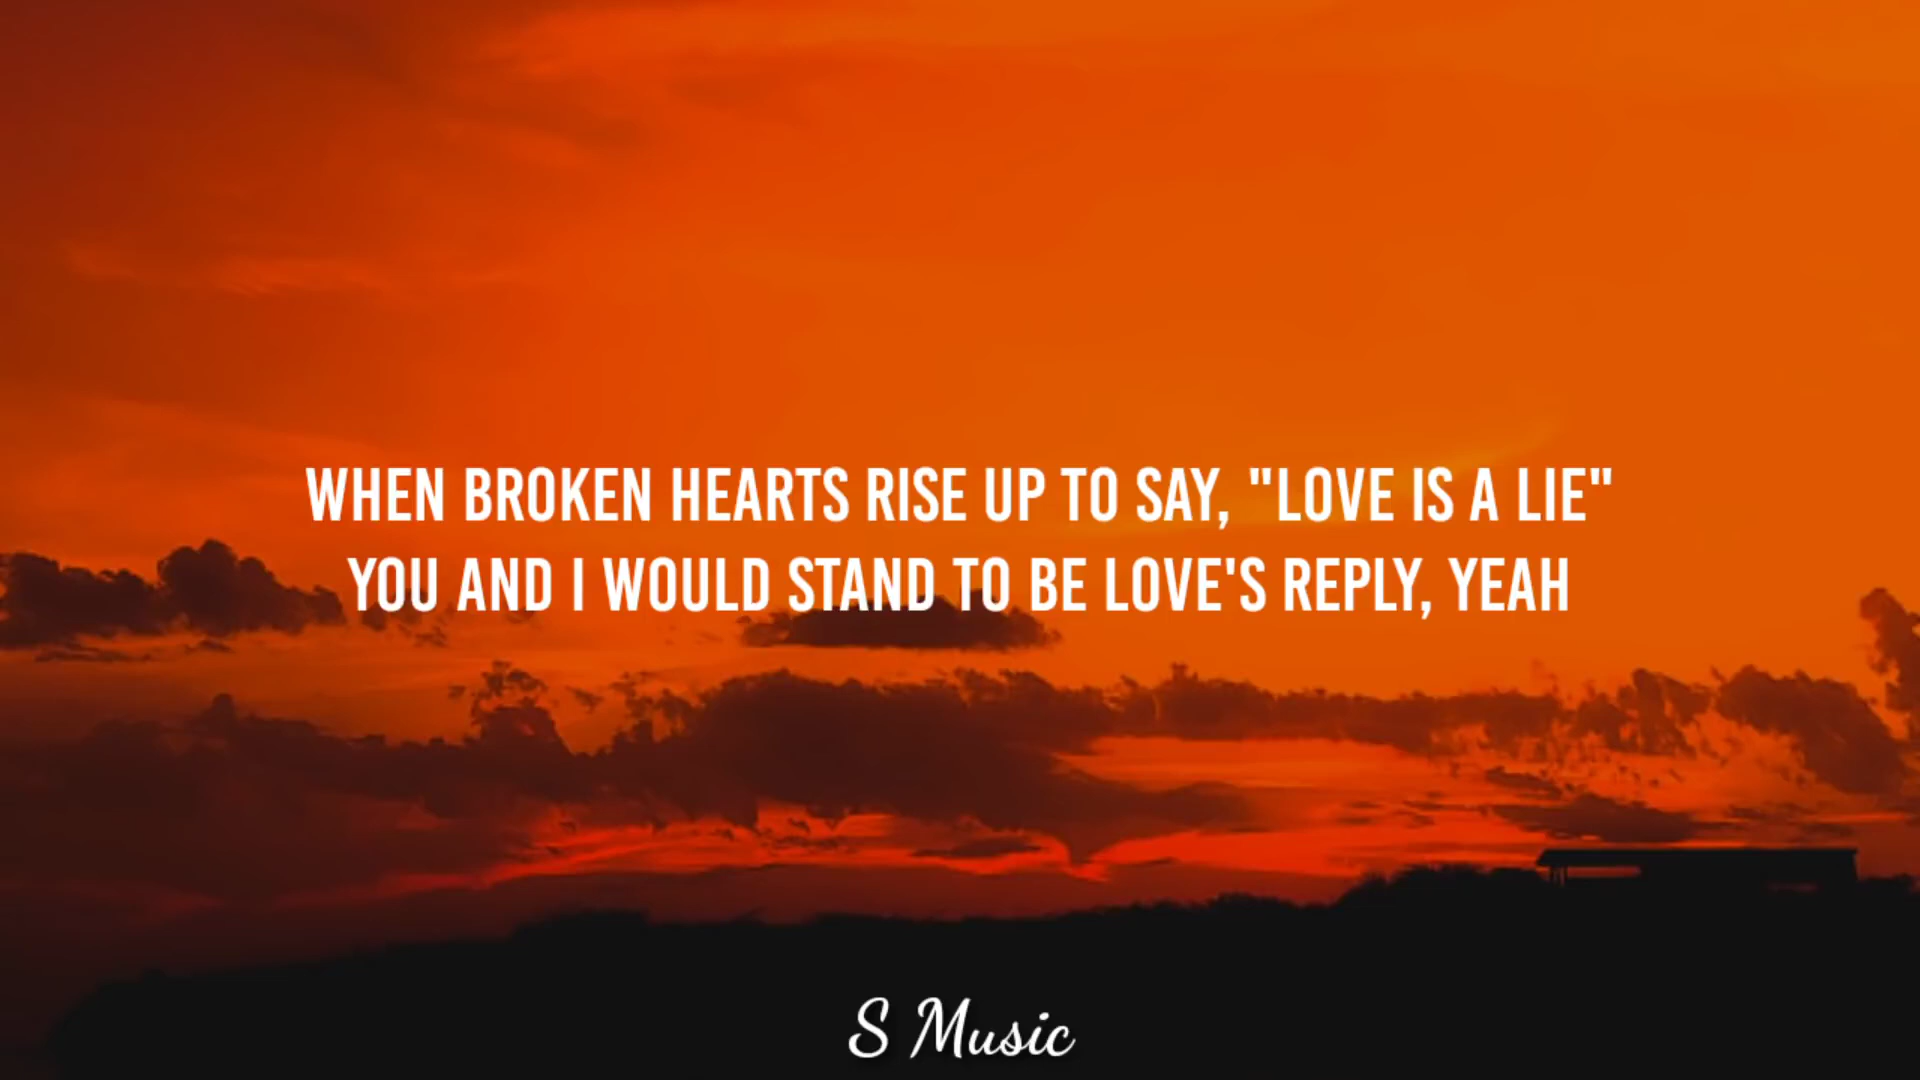 WHEN BROKEN HEARTS RISE UP TO SAY, "LOVE IS A LIE"
YOU AND I WOULD STAND TO BE LOVE'S REPLY, YEAH
S Music